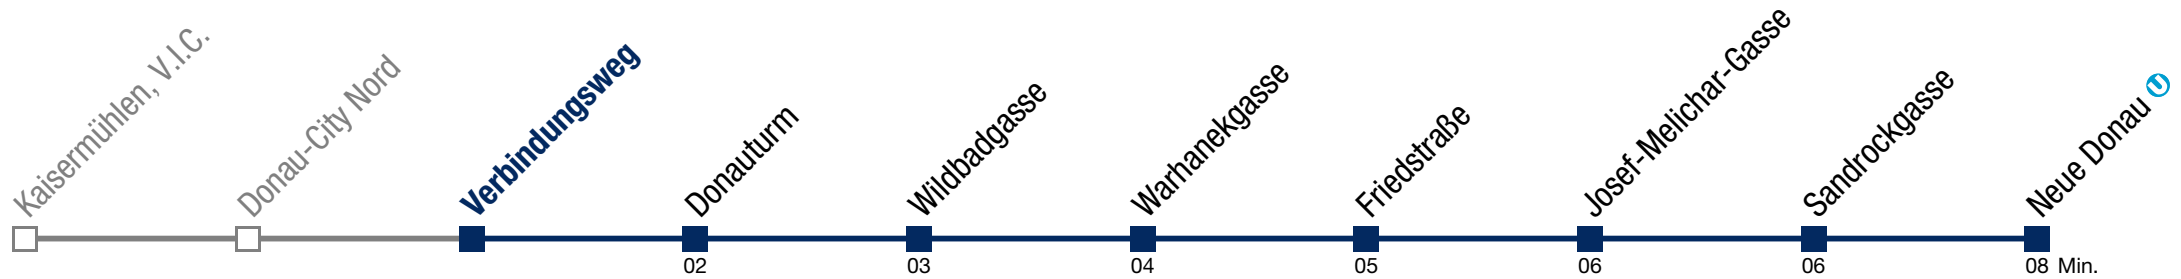 Kaisermühlen, V.I.C.
Donau-City Nord
Verbindungsweg
Donauturm
Wildbadgasse
Warhanekgasse
Friedstraße
Josef-Melichar-Gasse
Sandrockgasse
Neue Donau U
02 03 04 05 06 06 08 Min.